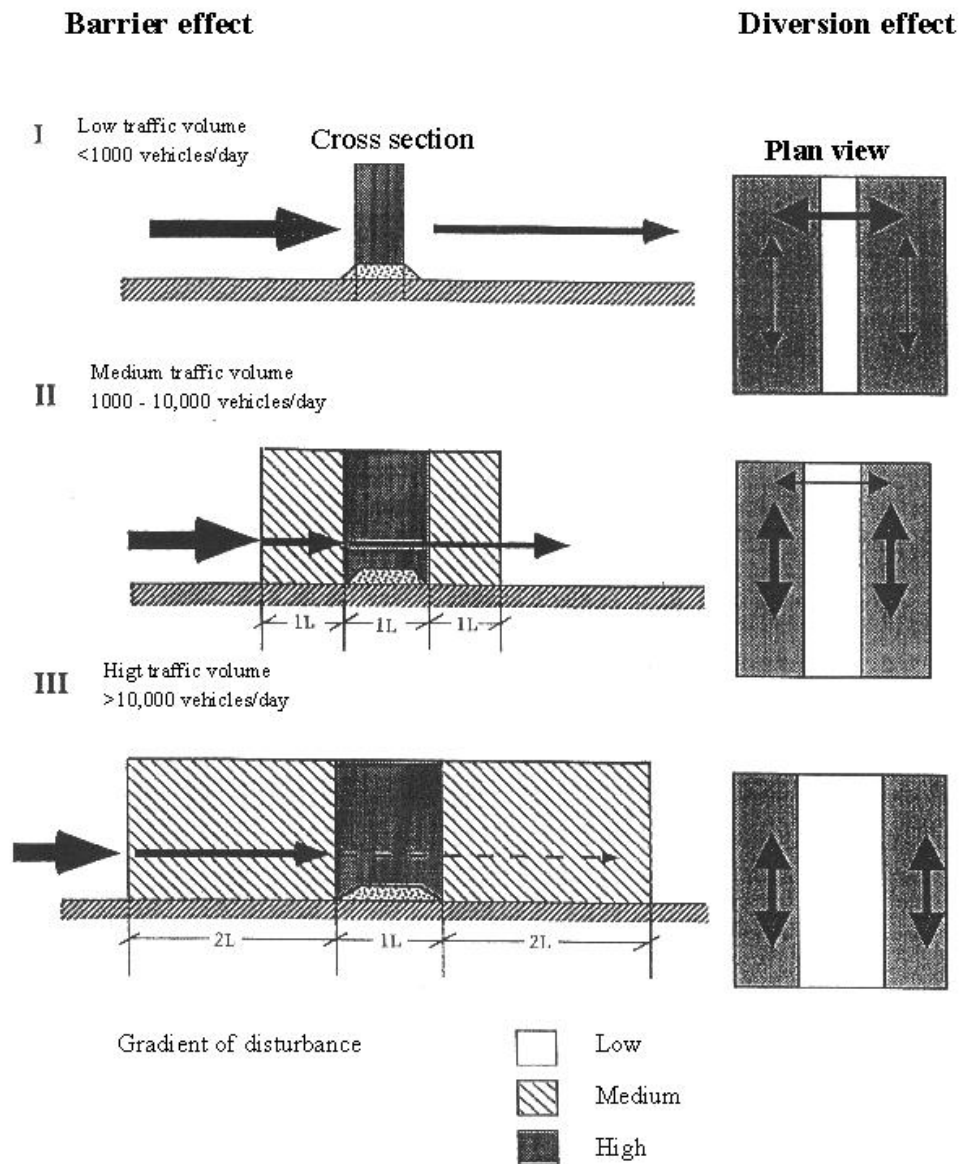 Barrier effect
Diversion effect
I
Low traffic volume
<1000 vehicles/day
Cross section
Plan view
II
Medium traffic volume
1000 - 10,000 vehicles/day
1L
1L
1L
III
Higt traffic volume
>10,000 vehicles/day
2L
1L
2L
Gradient of disturbance
Low
Medium
High